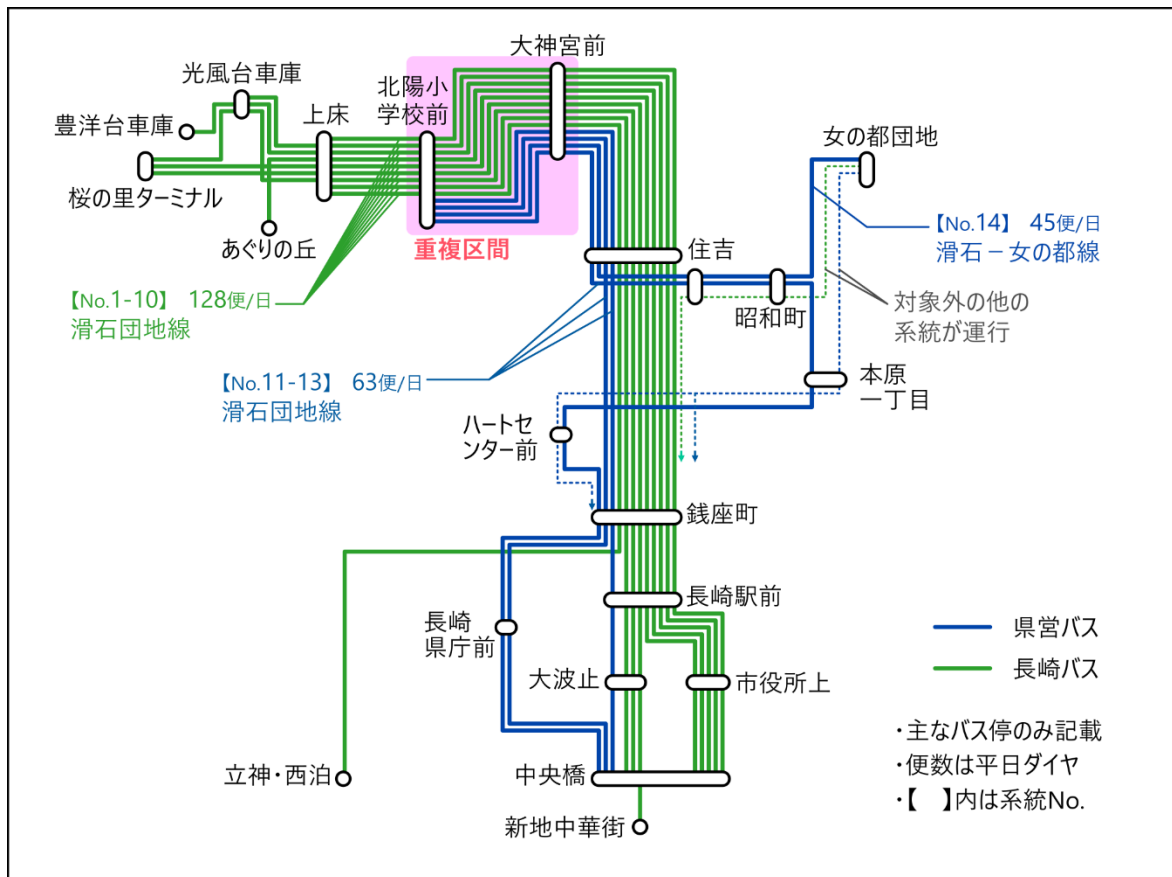 大神宮前
光風台車庫
北陽小
学校前
上床
豊洋台車庫
女の都団地
桜の里ターミナル
あぐりの丘
重複区間
住吉
【No.14】 45便/日
滑石－女の都線
【No.1-10】 128便/日
滑石団地線
昭和町
対象外の他の
系統が運行
【No.11-13】 63便/日
滑石団地線
本原
一丁目
ハートセ
ンター前
銭座町
長崎駅前
長崎
県庁前
県営バス
長崎バス
大波止
市役所上
・主なバス停のみ記載
立神・西泊
中央橋
・便数は平日ダイヤ
・【 】内は系統No.
新地中華街